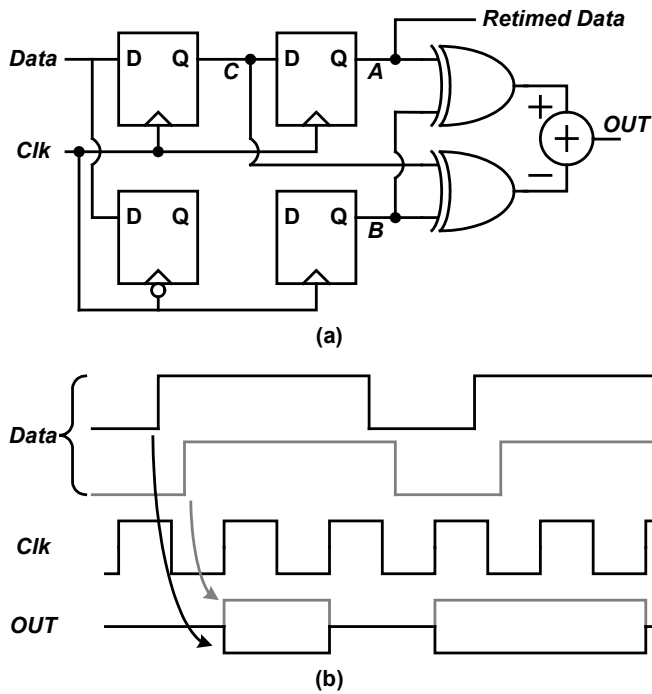 Retimed Data
Data D Q C D Q A
Clk
+ + OUT
−
D Q D Q B
(a)
Data
Clk
OUT
(b)